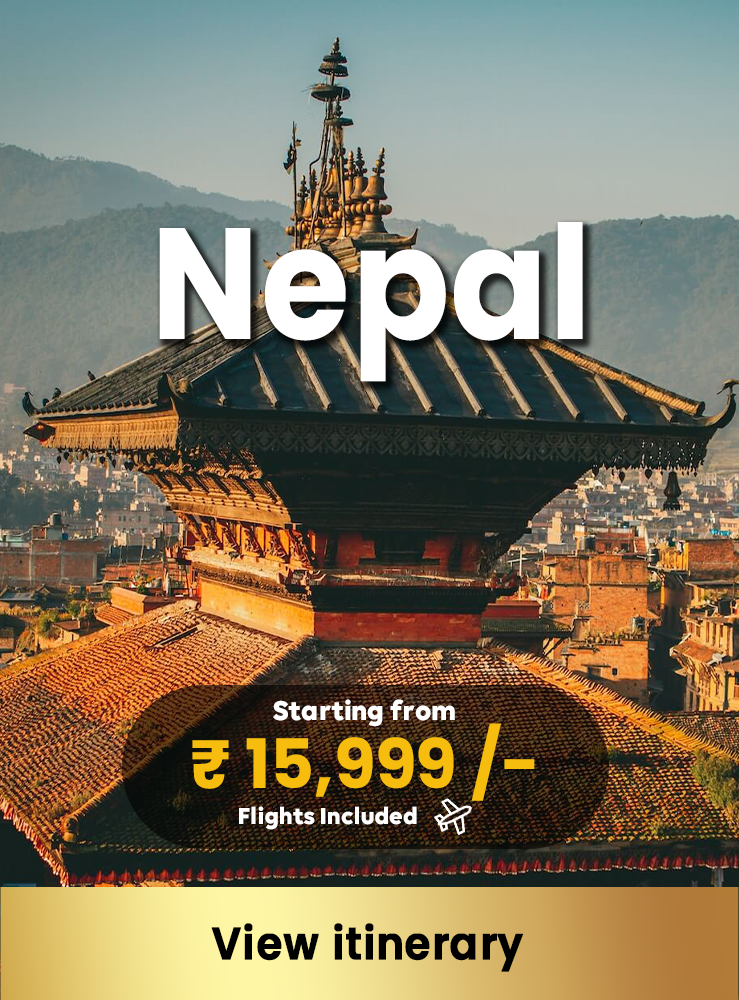 Nepal
Starting from
₹ 15,999 /-
Flights Included
View itinerary